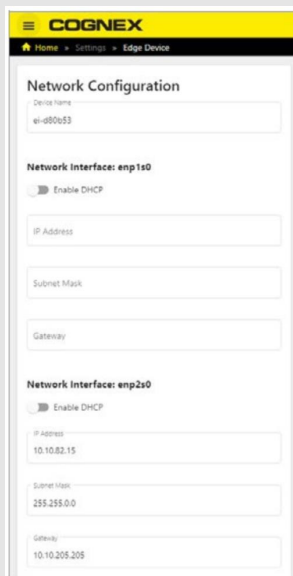 COGNEX
Home » Settings » Edge Device
Network Configuration
Device Name
ei-d80b53
Network Interface: enp1s0
Enable DHCP
IP Address
Subnet Mask
Gateway
Network Interface: enp2s0
Enable DHCP
IP Address
10.10.82.15
Subnet Mask
255.255.0.0
Gateway
10.10.205.205